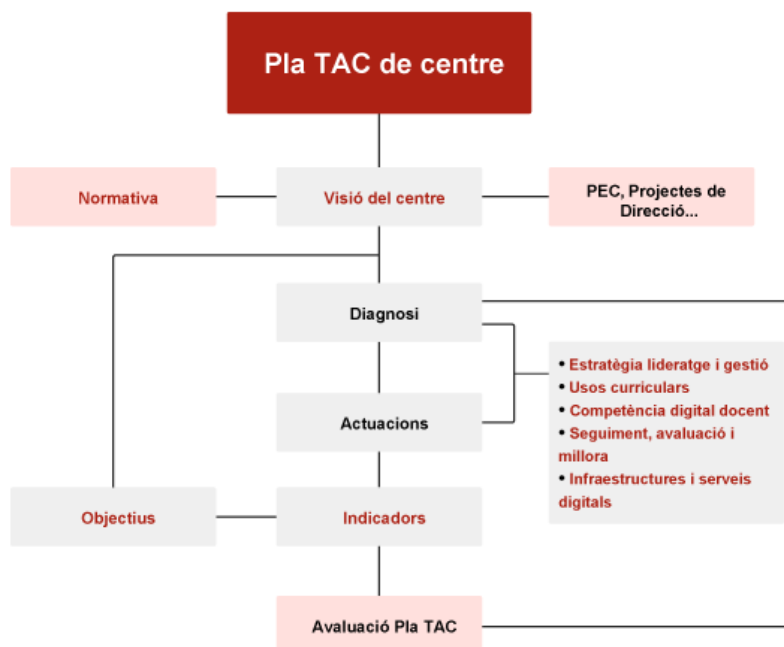 Pla TAC de centre
Normativa
Visió del centre
PEC, Projectes de
Direcció...
Diagnosi
• Estratègia lideratge i gestió
• Usos curriculars
• Competència digital docent
• Seguiment, avaluació i
millora
• Infraestructures i serveis
digitals
Actuacions
Objectius
Indicadors
Avaluació Pla TAC